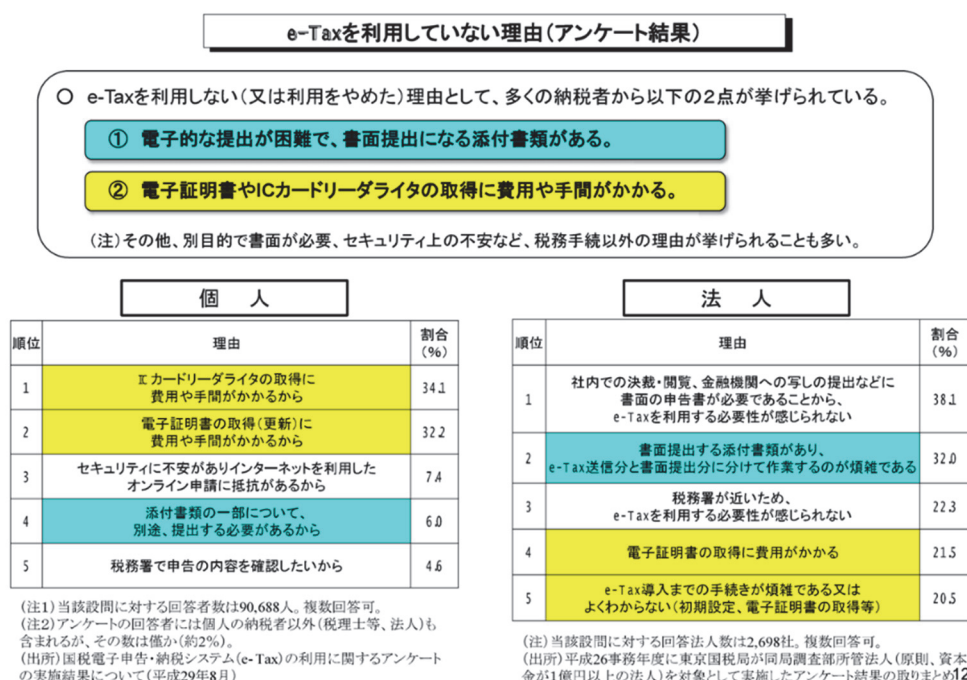 e-Taxを利用していない理由(アンケート結果)
○ e-Taxを利用しない(又は利用をやめた)理由として、多くの納税者から以下の2点が挙げられている。
① 電子的な提出が困難で、書面提出になる添付書類がある。
② 電子証明書やICカードリーダライタの取得に費用や手間がかかる。
(注)その他、別目的で書面が必要、セキュリティ上の不安など、税務手続以外の理由が挙げられることも多い。
個 人
順位 理由 割合(%)
1 ICカードリーダライタの取得に
費用や手間がかかるから 34.1
2 電子証明書の取得(更新)に
費用や手間がかかるから 32.2
3 セキュリティに不安がありインターネットを利用した
オンライン申請に抵抗があるから 7.4
4 添付書類の一部について、
別途、提出する必要があるから 6.0
5 税務署で申告の内容を確認したいから 4.6
(注1)当該設問に対する回答者数は90,688人。複数回答可。
(注2)アンケートの回答者には個人の納税者以外(税理士等、法人)も
含まれるが、その数は僅か(約2%)。
(出所)国税電子申告・納税システム(e-Tax)の利用に関するアンケート
の実施結果について(平成29年8月)
法 人
順位 理由 割合(%)
1 社内での決裁・閲覧、金融機関への写しの提出などに
書面の申告書が必要であることから、
e-Taxを利用する必要性が感じられない 38.1
2 書面提出する添付書類があり、
e-Tax送信分と書面提出分に分けて作業するのが煩雑である 32.0
3 税務署が近いため、
e-Taxを利用する必要性が感じられない 22.3
4 電子証明書の取得に費用がかかる 21.5
5 e-Tax導入までの手続きが煩雑である又は
よくわからない(初期設定、電子証明書の取得等) 20.5
(注)当該設問に対する回答法人数は2,698社。複数回答可。
(出所)平成26事務年度に東京国税局が同局調査部所管法人(原則、資本
金が1億円以上の法人)を対象として実施したアンケート結果の取りまとめ
12